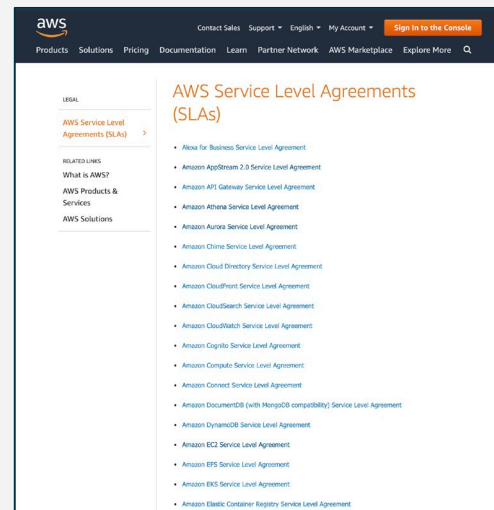 aws
Contact Sales Support English My Account Sign In to the Console
Products Solutions Pricing Documentation Learn Partner Network AWS Marketplace Explore More
LEGAL
AWS Service Level
Agreements (SLAs)
RELATED LINKS
What is AWS?
AWS Products &
Services
AWS Solutions
AWS Service Level Agreements
(SLAs)
• Alexa for Business Service Level Agreement
• Amazon AppStream 2.0 Service Level Agreement
• Amazon API Gateway Service Level Agreement
• Amazon Athena Service Level Agreement
• Amazon Aurora Service Level Agreement
• Amazon Chime Service Level Agreement
• Amazon Cloud Directory Service Level Agreement
• Amazon CloudFront Service Level Agreement
• Amazon CloudSearch Service Level Agreement
• Amazon CloudWatch Service Level Agreement
• Amazon Cognito Service Level Agreement
• Amazon Compute Service Level Agreement
• Amazon Connect Service Level Agreement
• Amazon DocumentDB (with MongoDB compatibility) Service Level Agreement
• Amazon DynamoDB Service Level Agreement
• Amazon EC2 Service Level Agreement
• Amazon EFS Service Level Agreement
• Amazon EKS Service Level Agreement
• Amazon Elastic Container Registry Service Level Agreement